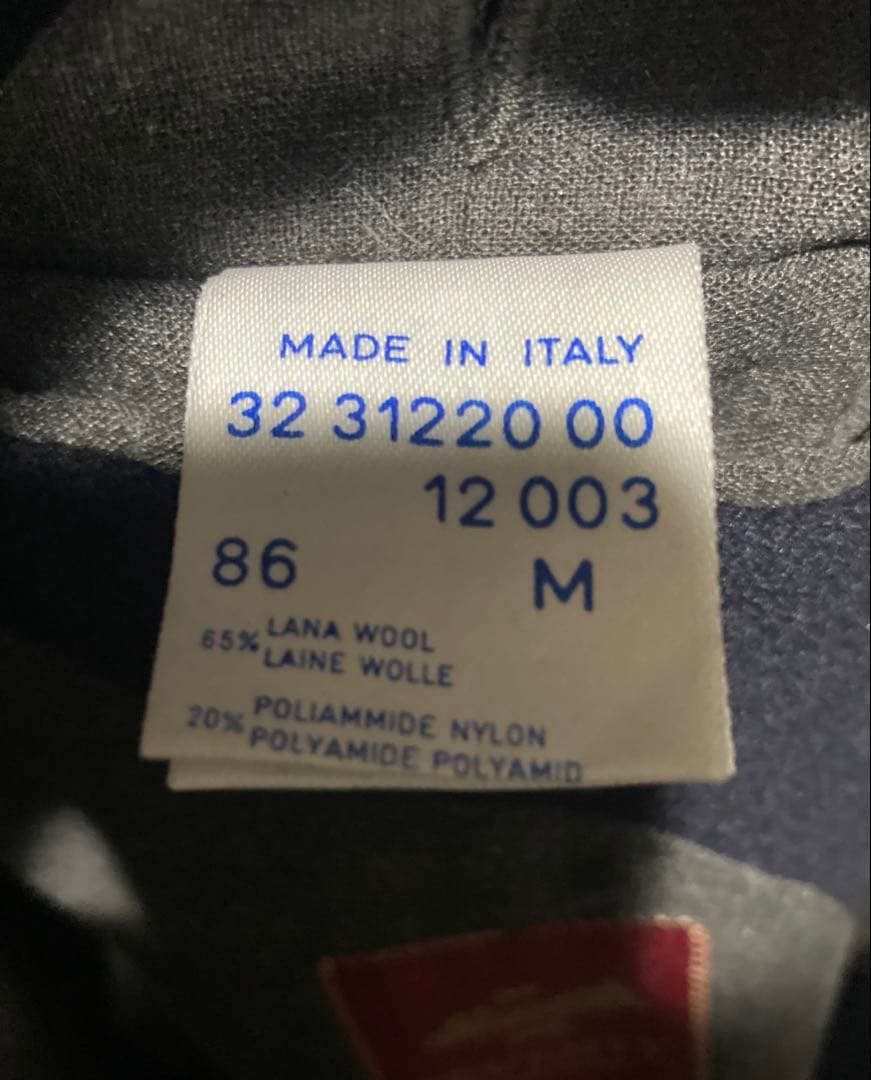 MADE IN ITALY
32 31220 00
12 003
86 M
65% LANA WOOL
LAINE WOLLE
20% POLIAMMIDE NYLON
POLYAMIDE POLYAMID